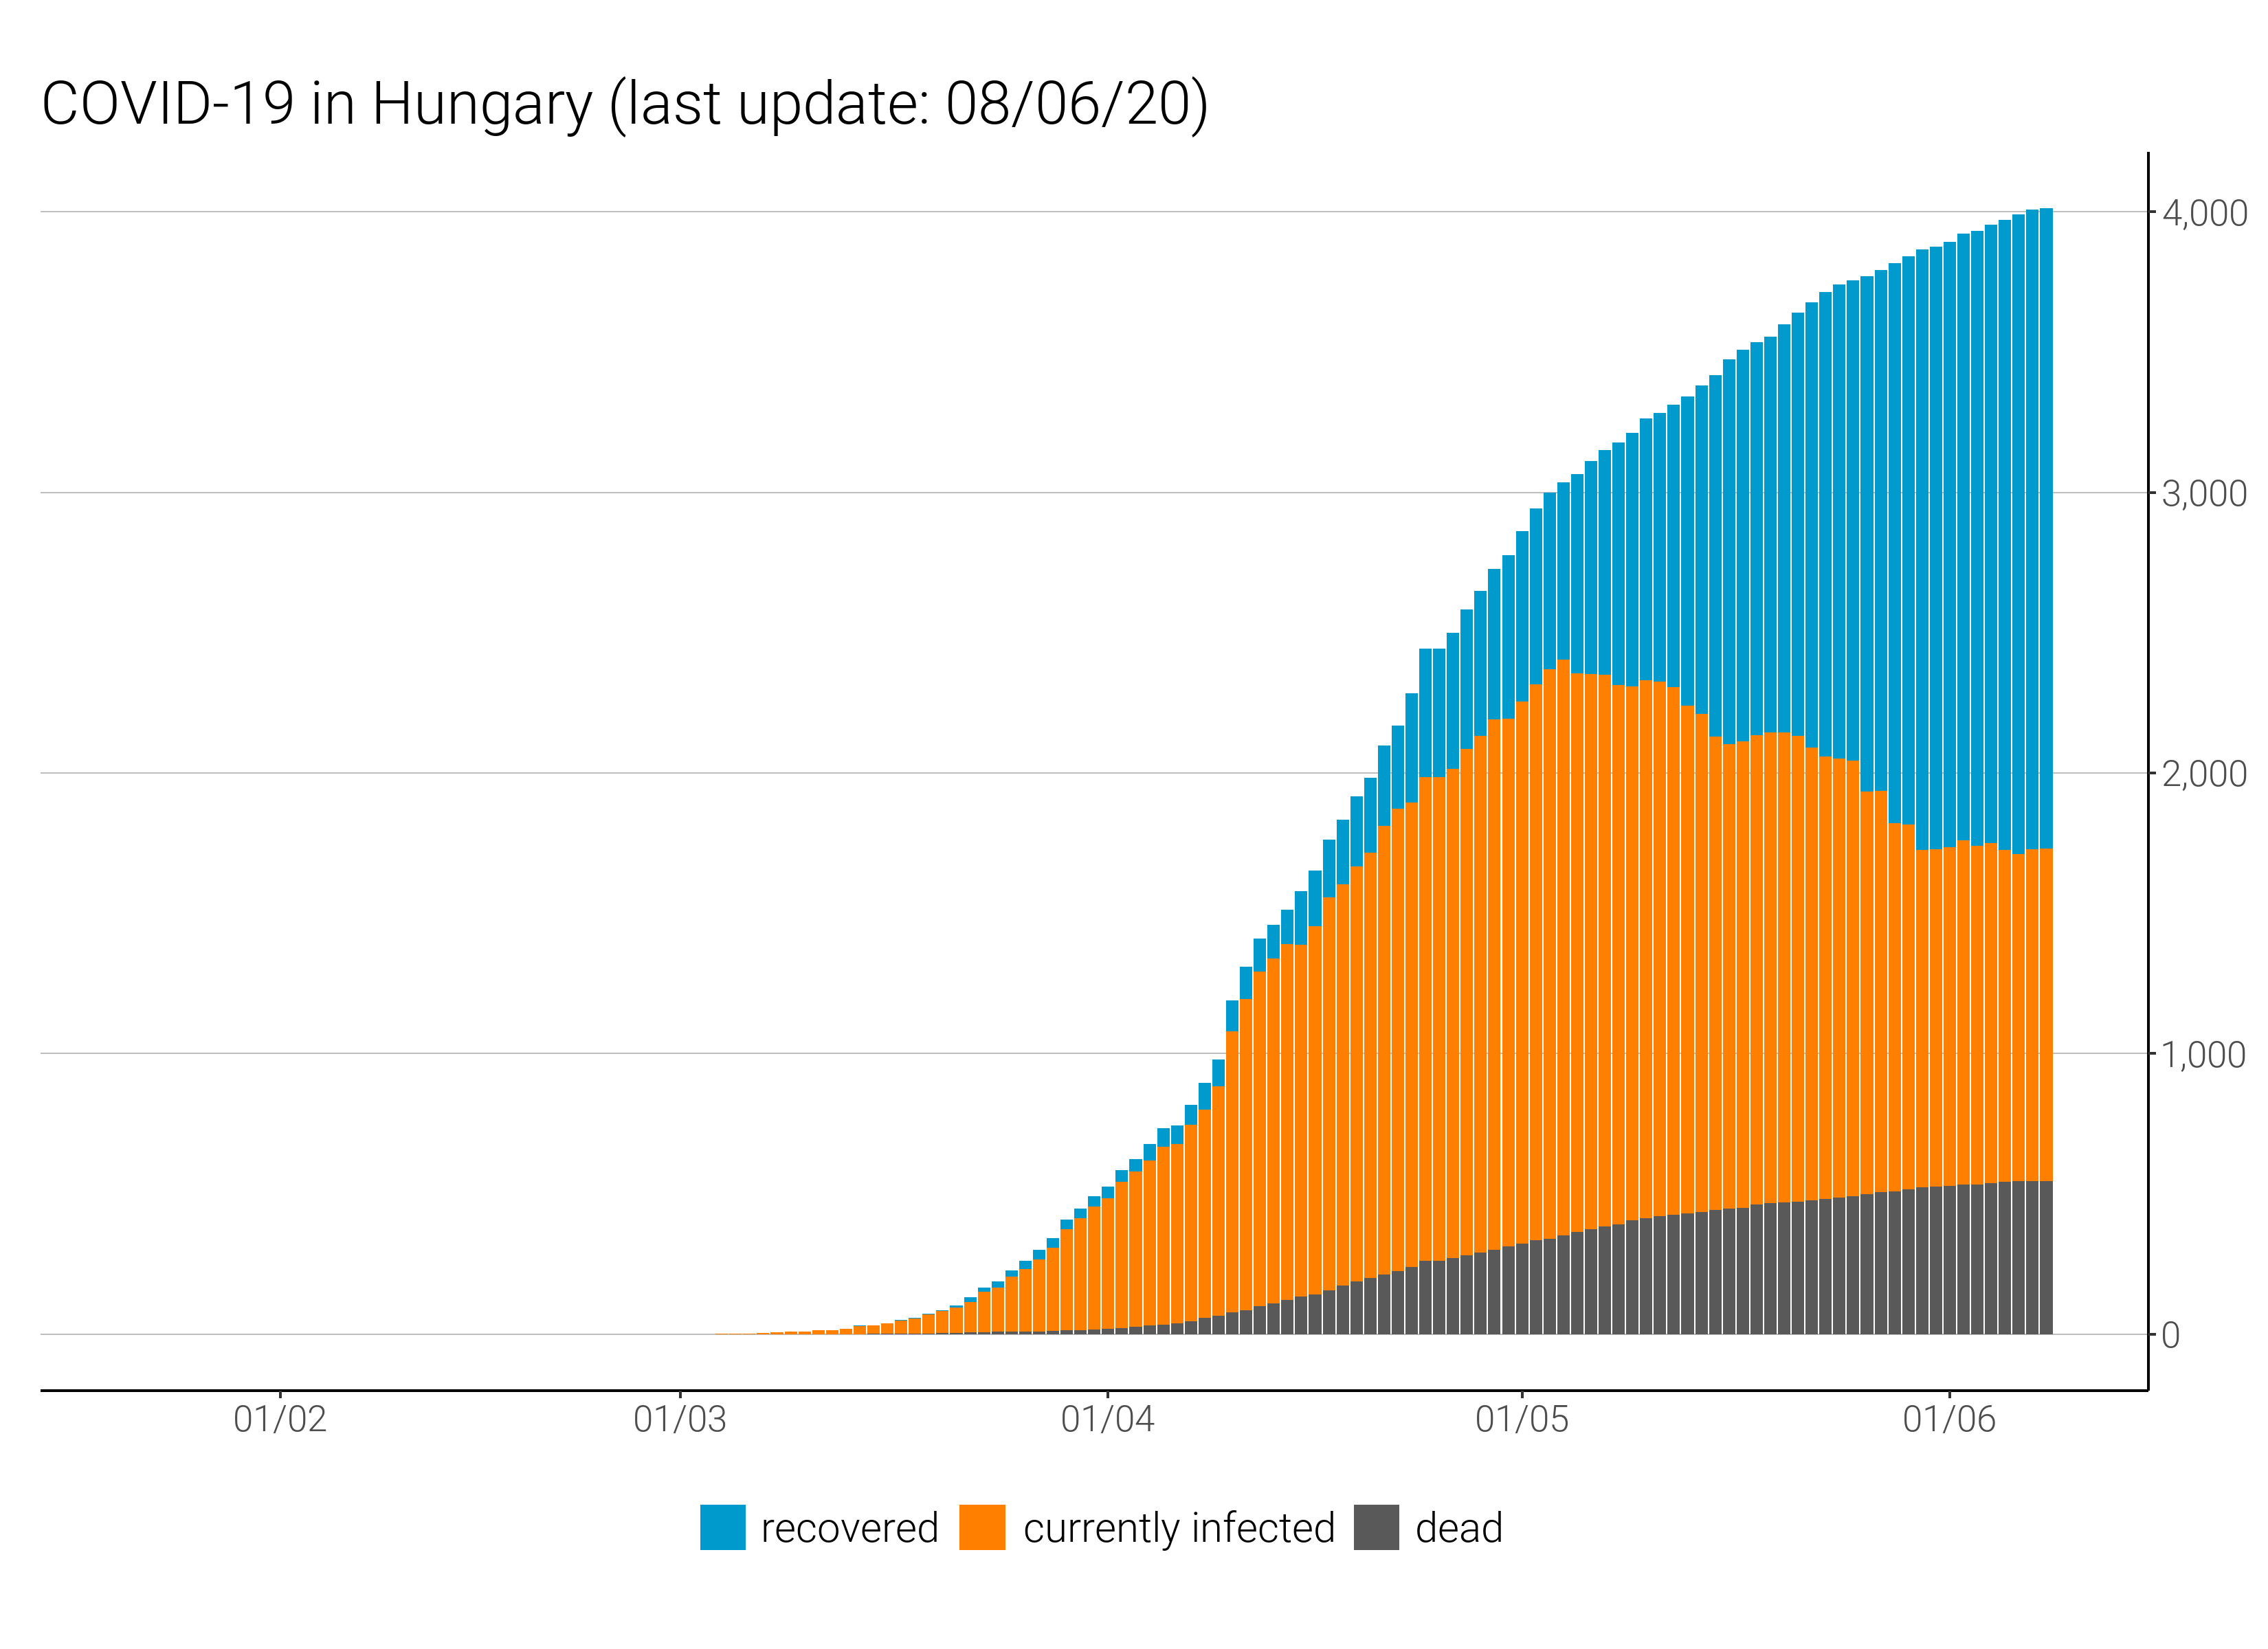 COVID-19 in Hungary (last update: 08/06/20)
4,000
3,000
2,000
1,000
0
01/02 01/03 01/04 01/05 01/06
recovered currently infected dead